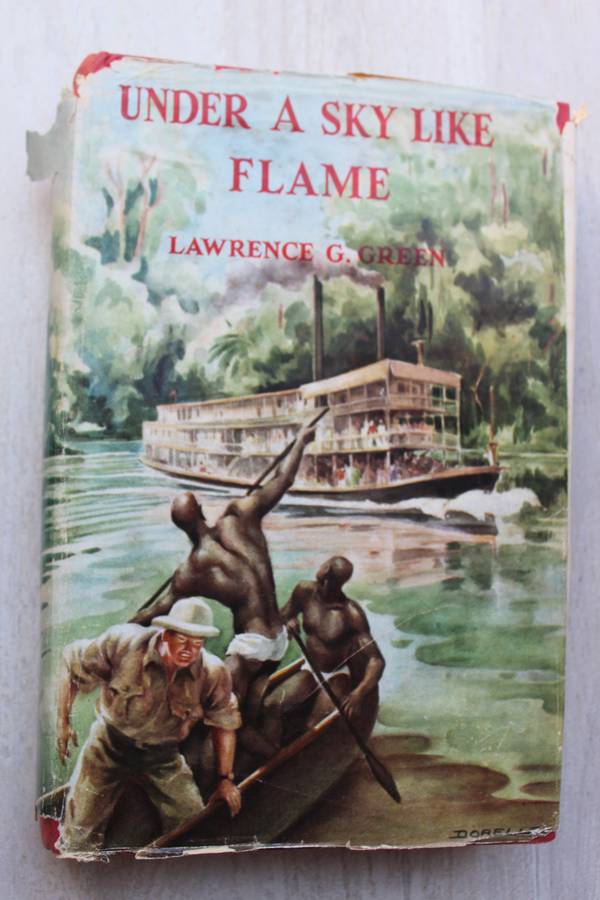 UNDER A SKY LIKE
FLAME
LAWRENCE G. GREEN